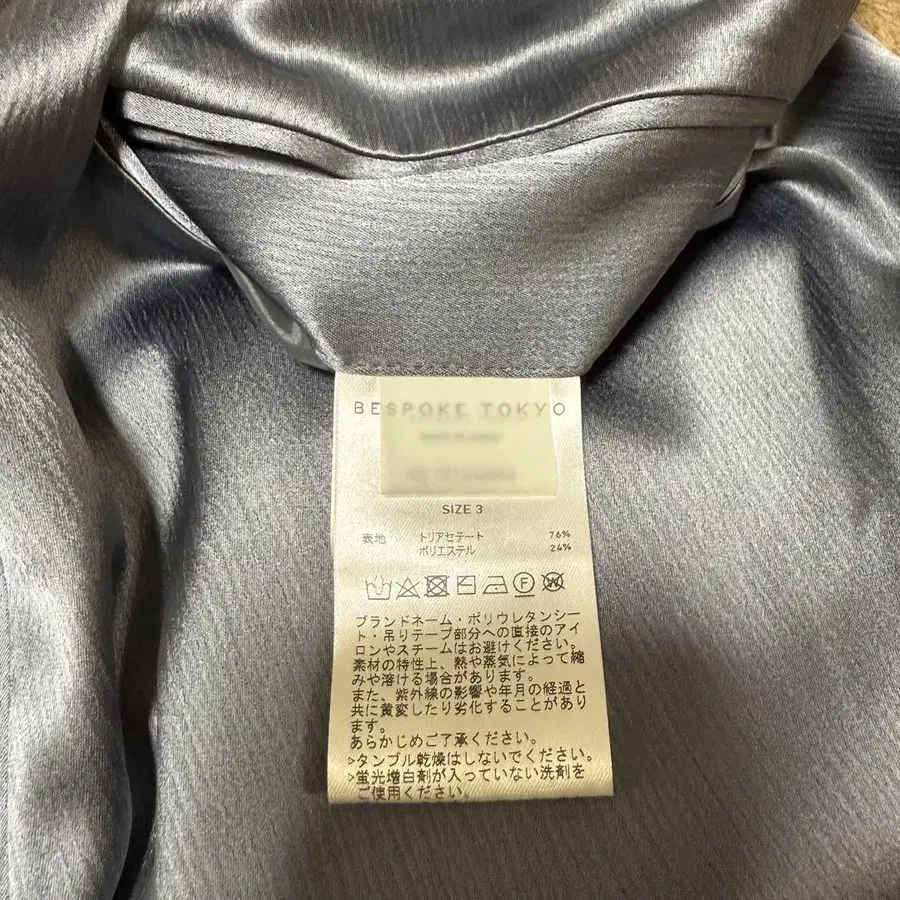 BESPOKE TOKYO
SIZE 3
表地 トリアセテート 76%
ポリエステル 24%
ブランドネーム・ポリウレタンシー
ト・吊りテープ部分への直接のアイ
ロンやスチームはお避けください。
素材の特性上、熱や蒸気によって縮
みや溶ける場合があります。
また、紫外線の影響や年月の経過と
共に黄変したり劣化することがあり
ます。
あらかじめご了承ください。
>タンブル乾燥はしないでください。
>蛍光増白剤が入っていない洗剤を
ご使用ください。